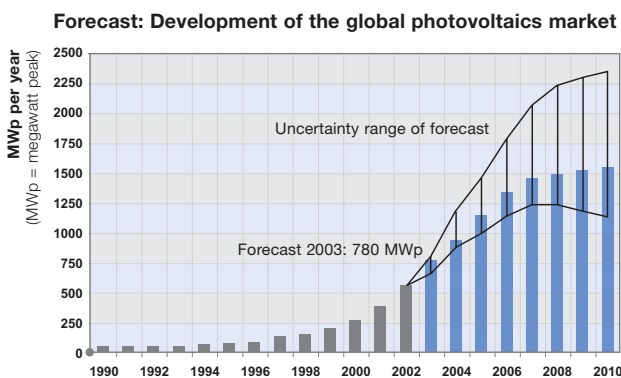 Forecast: Development of the global photovoltaics market
MWp per year
(MWp = megawatt peak)
2500
2250
2000
1750
1500
1250
1000
750
500
250
0
Uncertainty range of forecast
Forecast 2003: 780 MWp
1990 1992 1994 1996 1998 2000 2002 2004 2006 2008 2010